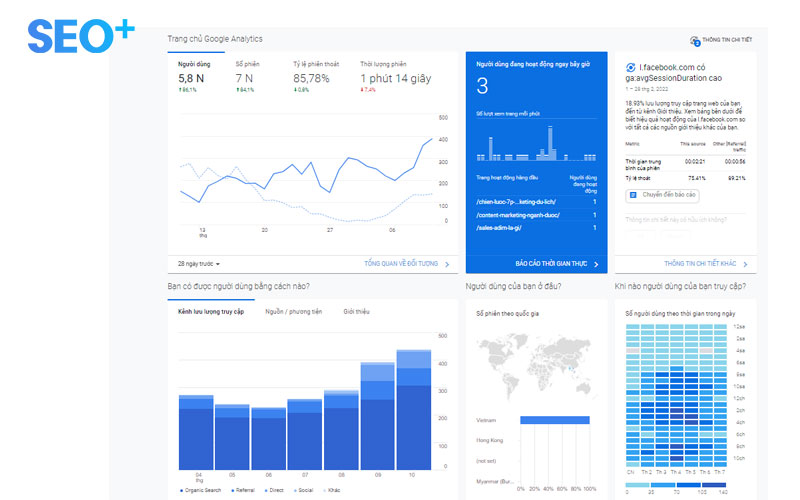 SEO+
Trang chủ Google Analytics
THÔNG TIN CHI TIẾT
Người dùng
Số phiên
Tỷ lệ phiên thoát
Thời lượng phiên
5,8 N
7 N
85,78%
1 phút 14 giây
500
400
300
200
100
0
13
thg
20
27
06
28 ngày trước
TỔNG QUAN VỀ ĐỐI TƯỢNG
Người dùng đang hoạt động ngay bây giờ
3
Số lượt xem trang mỗi phút
Trang hoạt động hàng đầu
Người dùng đang hoạt động
/chien-luoc-7p-...keting-du-lich/ 1
/content-marketing-nganh-duoc/ 1
/sales-adim-la-gi/ 1
BÁO CÁO THỜI GIAN THỰC
l.facebook.com có
ga:avgSessionDuration cao
1 – 28 thg 2, 2022
18.93% lưu lượng truy cập trang web của bạn
đến từ kênh Giới thiệu. Xem bảng bên dưới để
biết hiệu quả hoạt động của l.facebook.com so
với tất cả các nguồn giới thiệu khác của bạn.
Metric
This source
Other (Referral)
traffic
Thời gian trung
bình của phiên
00:02:21
00:00:56
Tỷ lệ thoát
75.41%
89.21%
Chuyển đến báo cáo
Thông tin chi tiết này có hữu ích không?
THÔNG TIN CHI TIẾT KHÁC
Bạn có được người dùng bằng cách nào?
Kênh lưu lượng truy cập
Nguồn / phương tiện
Giới thiệu
500
400
300
200
100
0
04
thg
05
06
07
08
09
10
Organic Search
Referral
Direct
Social
Khác
Người dùng của bạn ở đâu?
Số phiên theo quốc gia
Vietnam
Hong Kong
(not set)
Myanmar (Bur...
0% 20% 40% 60% 80% 100%
Khi nào người dùng của bạn truy cập?
Số người dùng theo thời gian trong ngày
12sa
2sa
4sa
6sa
8sa
10sa
12ch
2ch
4ch
6ch
8ch
10ch
CN Th 2 Th 3 Th 4 Th 5 Th 6 Th 7
0 25 70 105 140